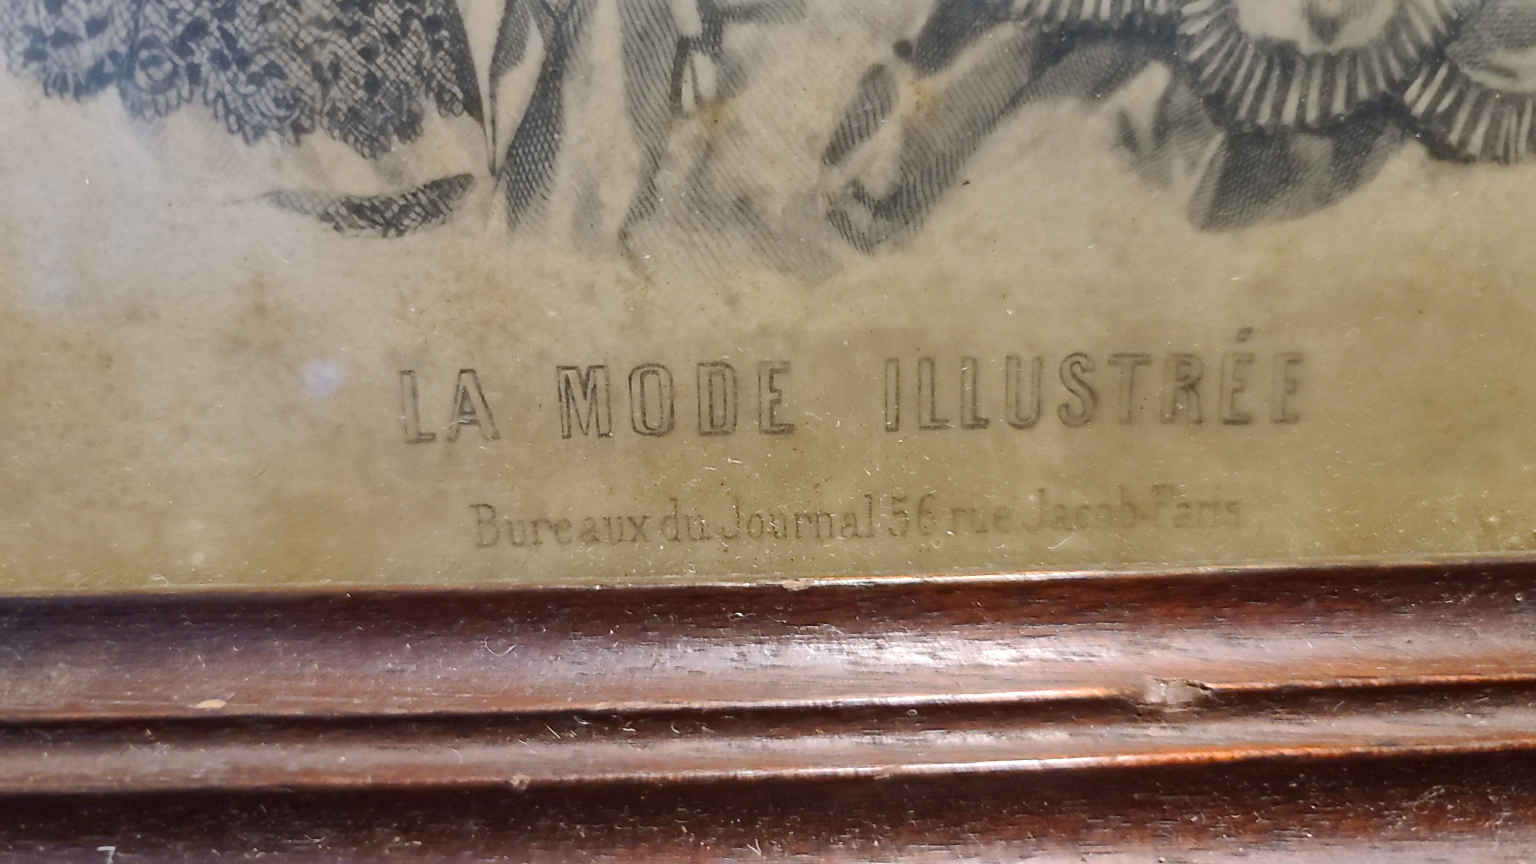 LA MODE ILLUSTRÉE
Bureaux du Journal 56 rue Jacob Paris